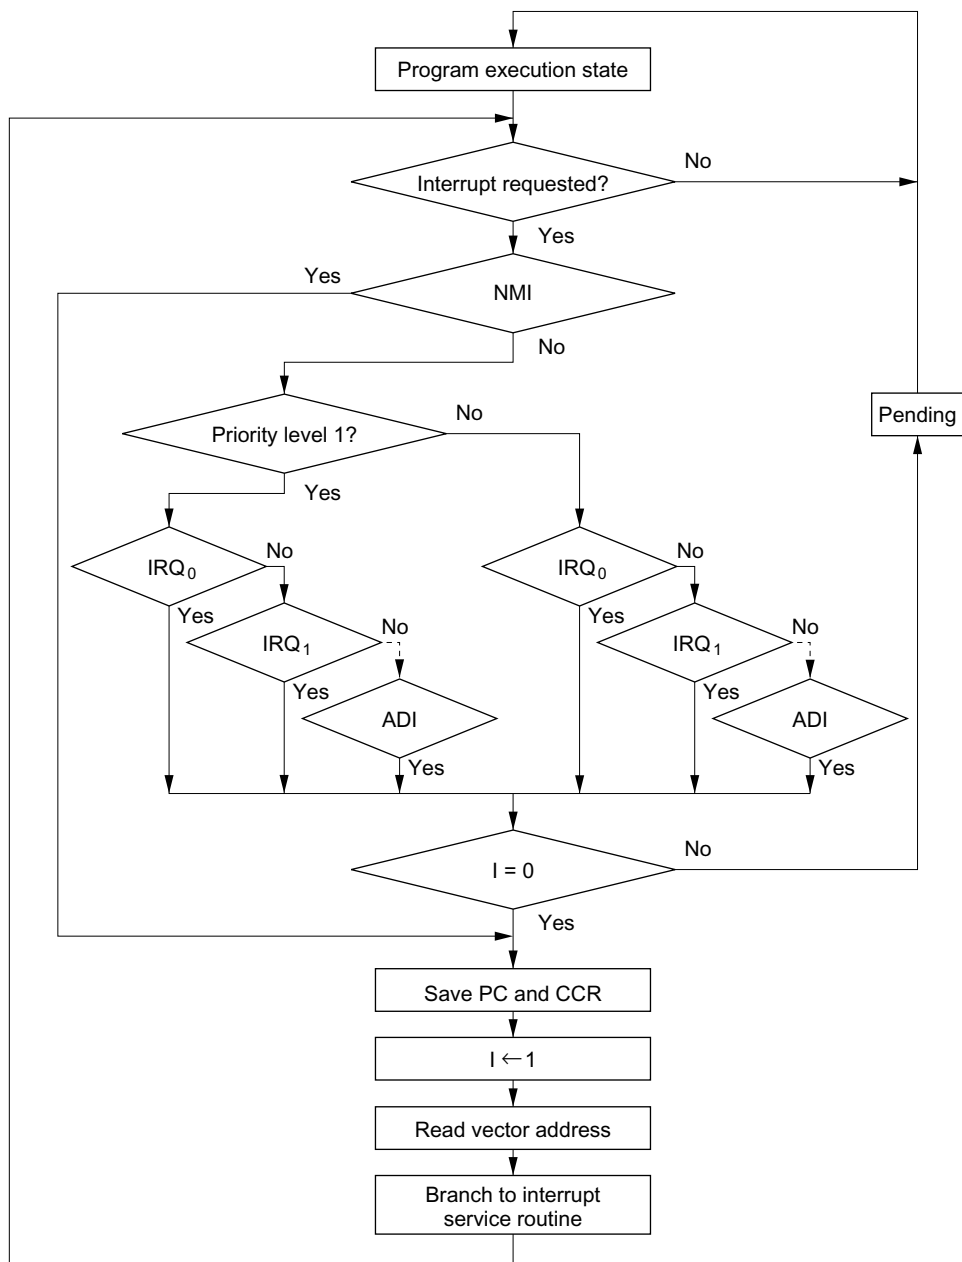 Program execution state
No
Interrupt requested?
Yes
Yes
NMI
No
No
Pending
Priority level 1?
Yes
No
No
IRQ0
IRQ0
Yes
No
Yes
No
IRQ1
IRQ1
Yes
Yes
ADI
ADI
Yes
Yes
No
I = 0
Yes
Save PC and CCR
I ← 1
Read vector address
Branch to interrupt
service routine